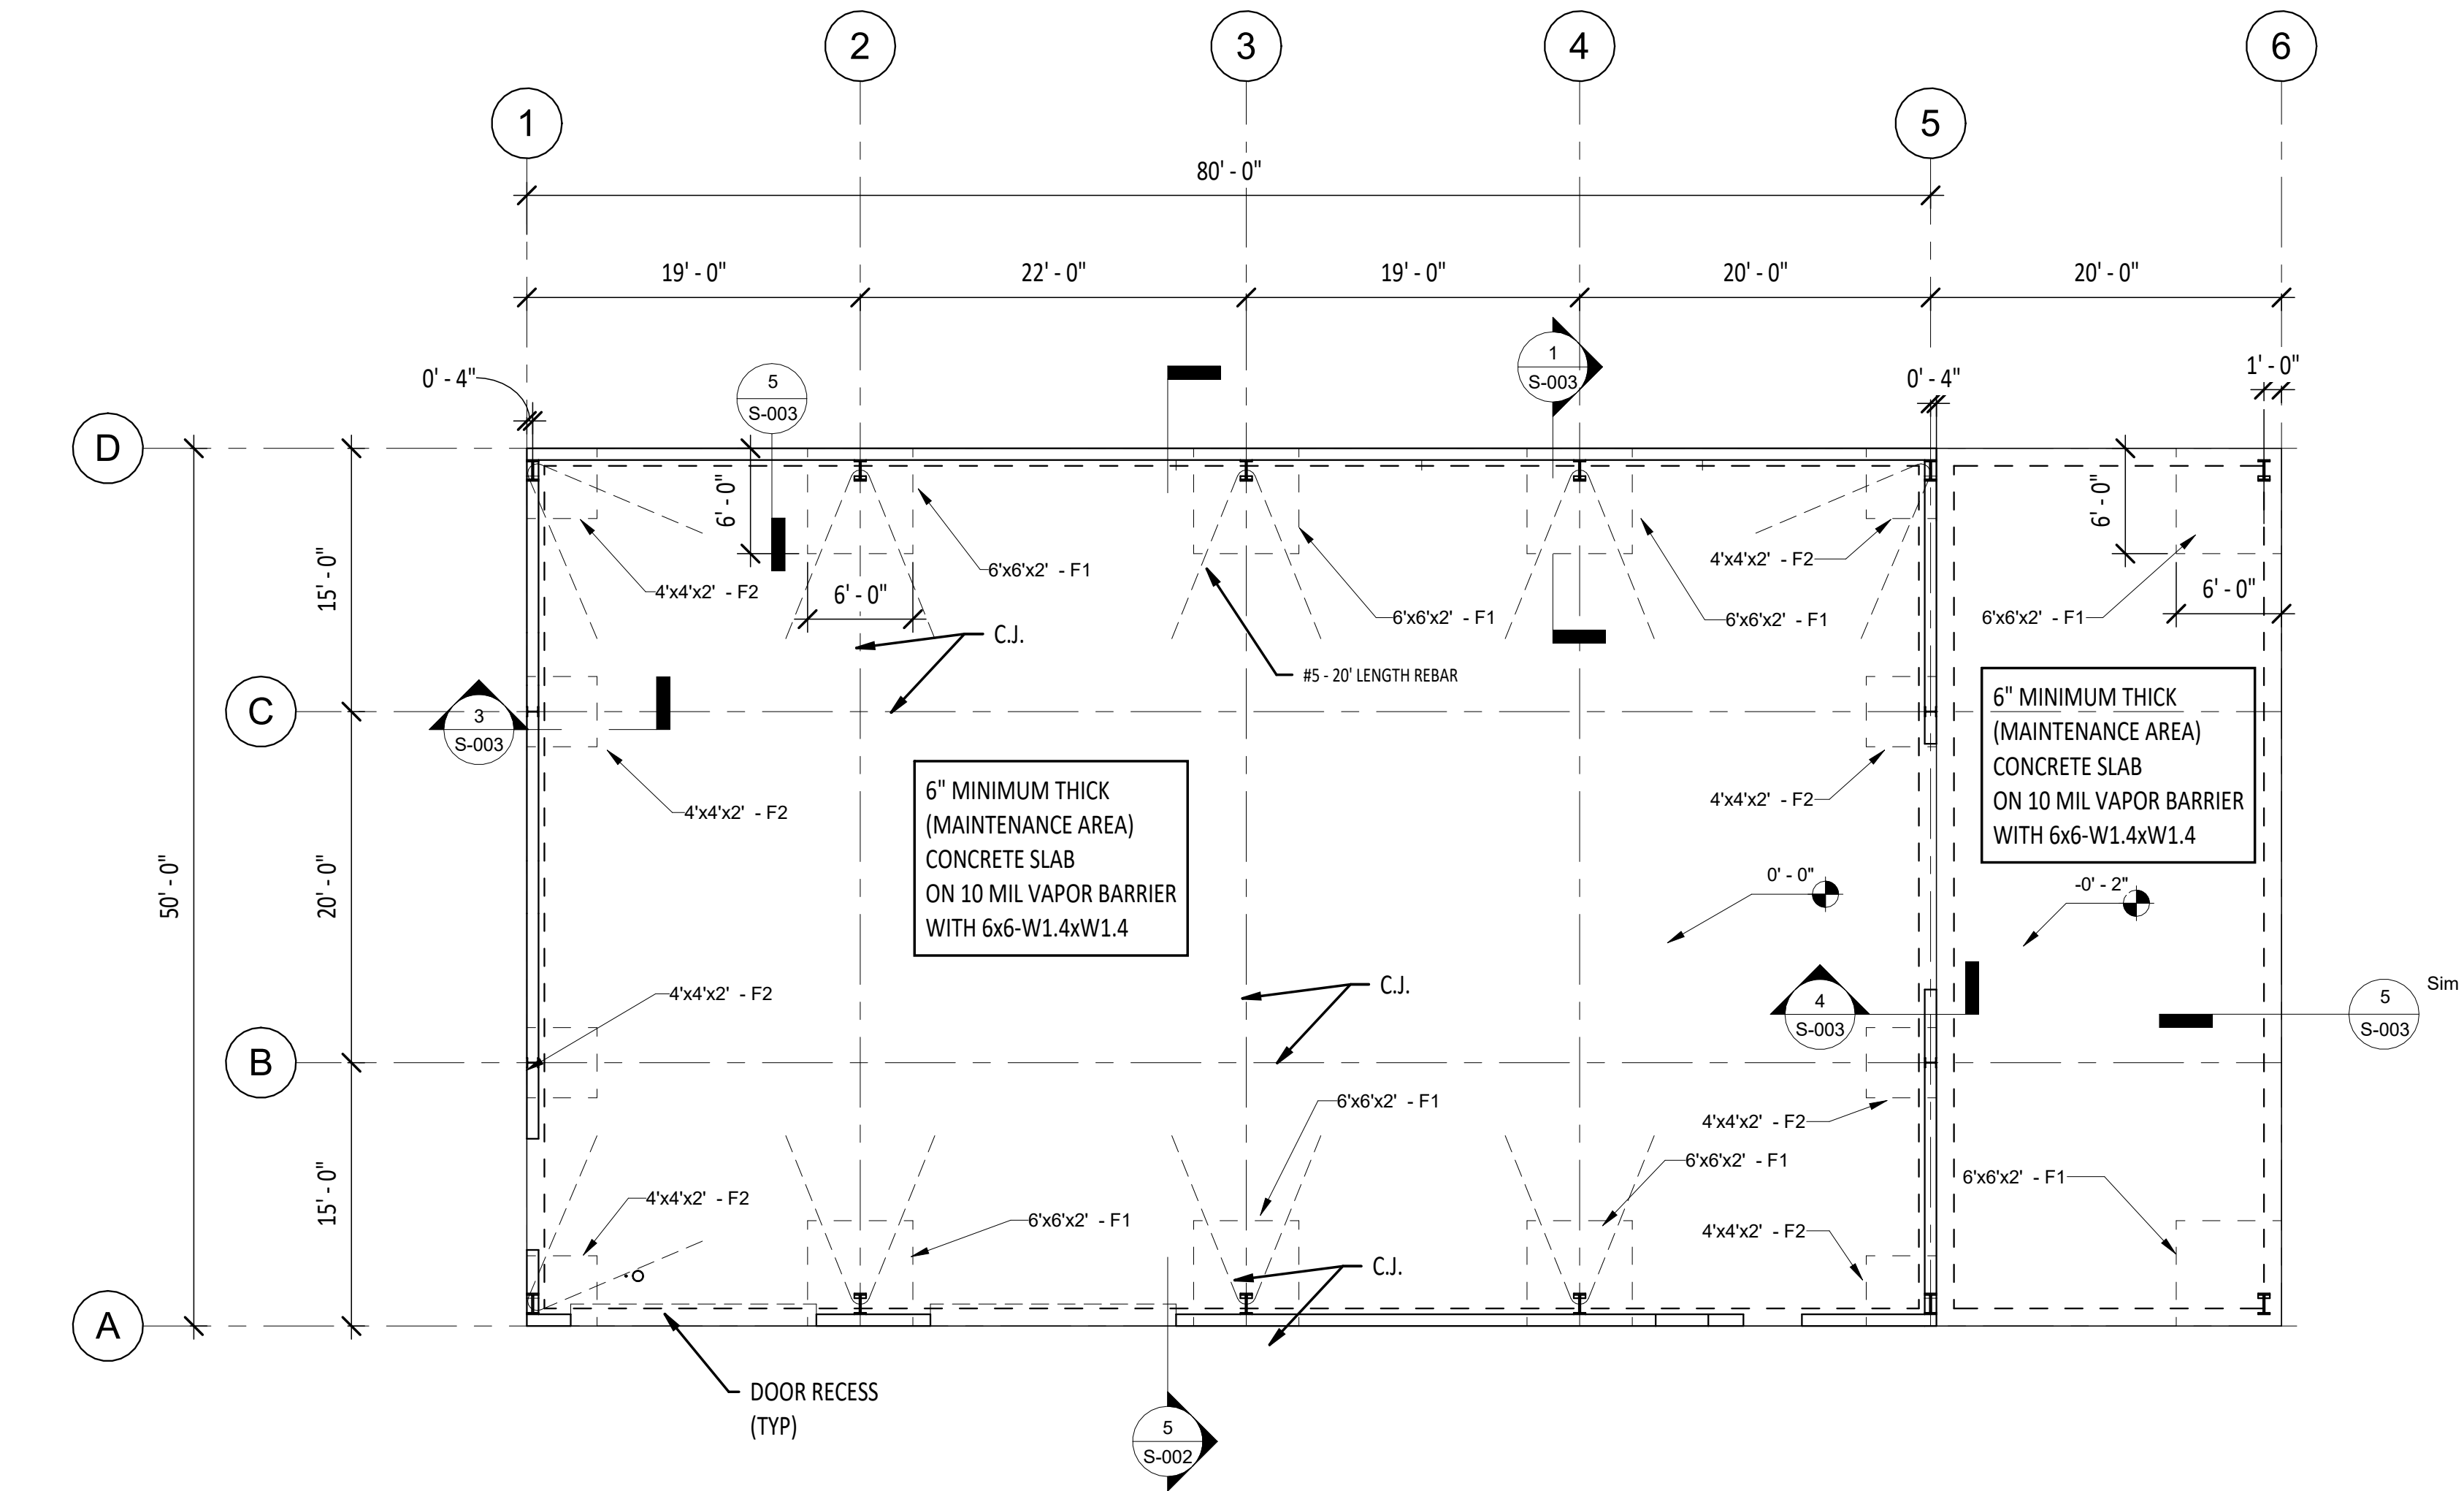 2
3
4
6
1
5
80' - 0"
19' - 0"
22' - 0"
19' - 0"
20' - 0"
20' - 0"
1
S-003
0' - 4"
5
S-003
0' - 4"
1' - 0"
D
6' - 0"
6' - 0"
15' - 0"
4'x4'x2' - F2
6' - 0"
6'x6'x2' - F1
6'x6'x2' - F1
4'x4'x2' - F2
6'x6'x2' - F1
6' - 0"
6'x6'x2' - F1
C.J.
#5 - 20' LENGTH REBAR
C
3
S-003
4'x4'x2' - F2
6" MINIMUM THICK
(MAINTENANCE AREA)
CONCRETE SLAB
ON 10 MIL VAPOR BARRIER
WITH 6x6-W1.4xW1.4
4'x4'x2' - F2
6" MINIMUM THICK
(MAINTENANCE AREA)
CONCRETE SLAB
ON 10 MIL VAPOR BARRIER
WITH 6x6-W1.4xW1.4
50' - 0"
20' - 0"
0' - 0"
-0' - 2"
4'x4'x2' - F2
C.J.
4
S-003
5
S-003
Sim
B
6'x6'x2' - F1
4'x4'x2' - F2
15' - 0"
4'x4'x2' - F2
6'x6'x2' - F1
6'x6'x2' - F1
6'x6'x2' - F1
4'x4'x2' - F2
C.J.
A
DOOR RECESS
(TYP)
5
S-002